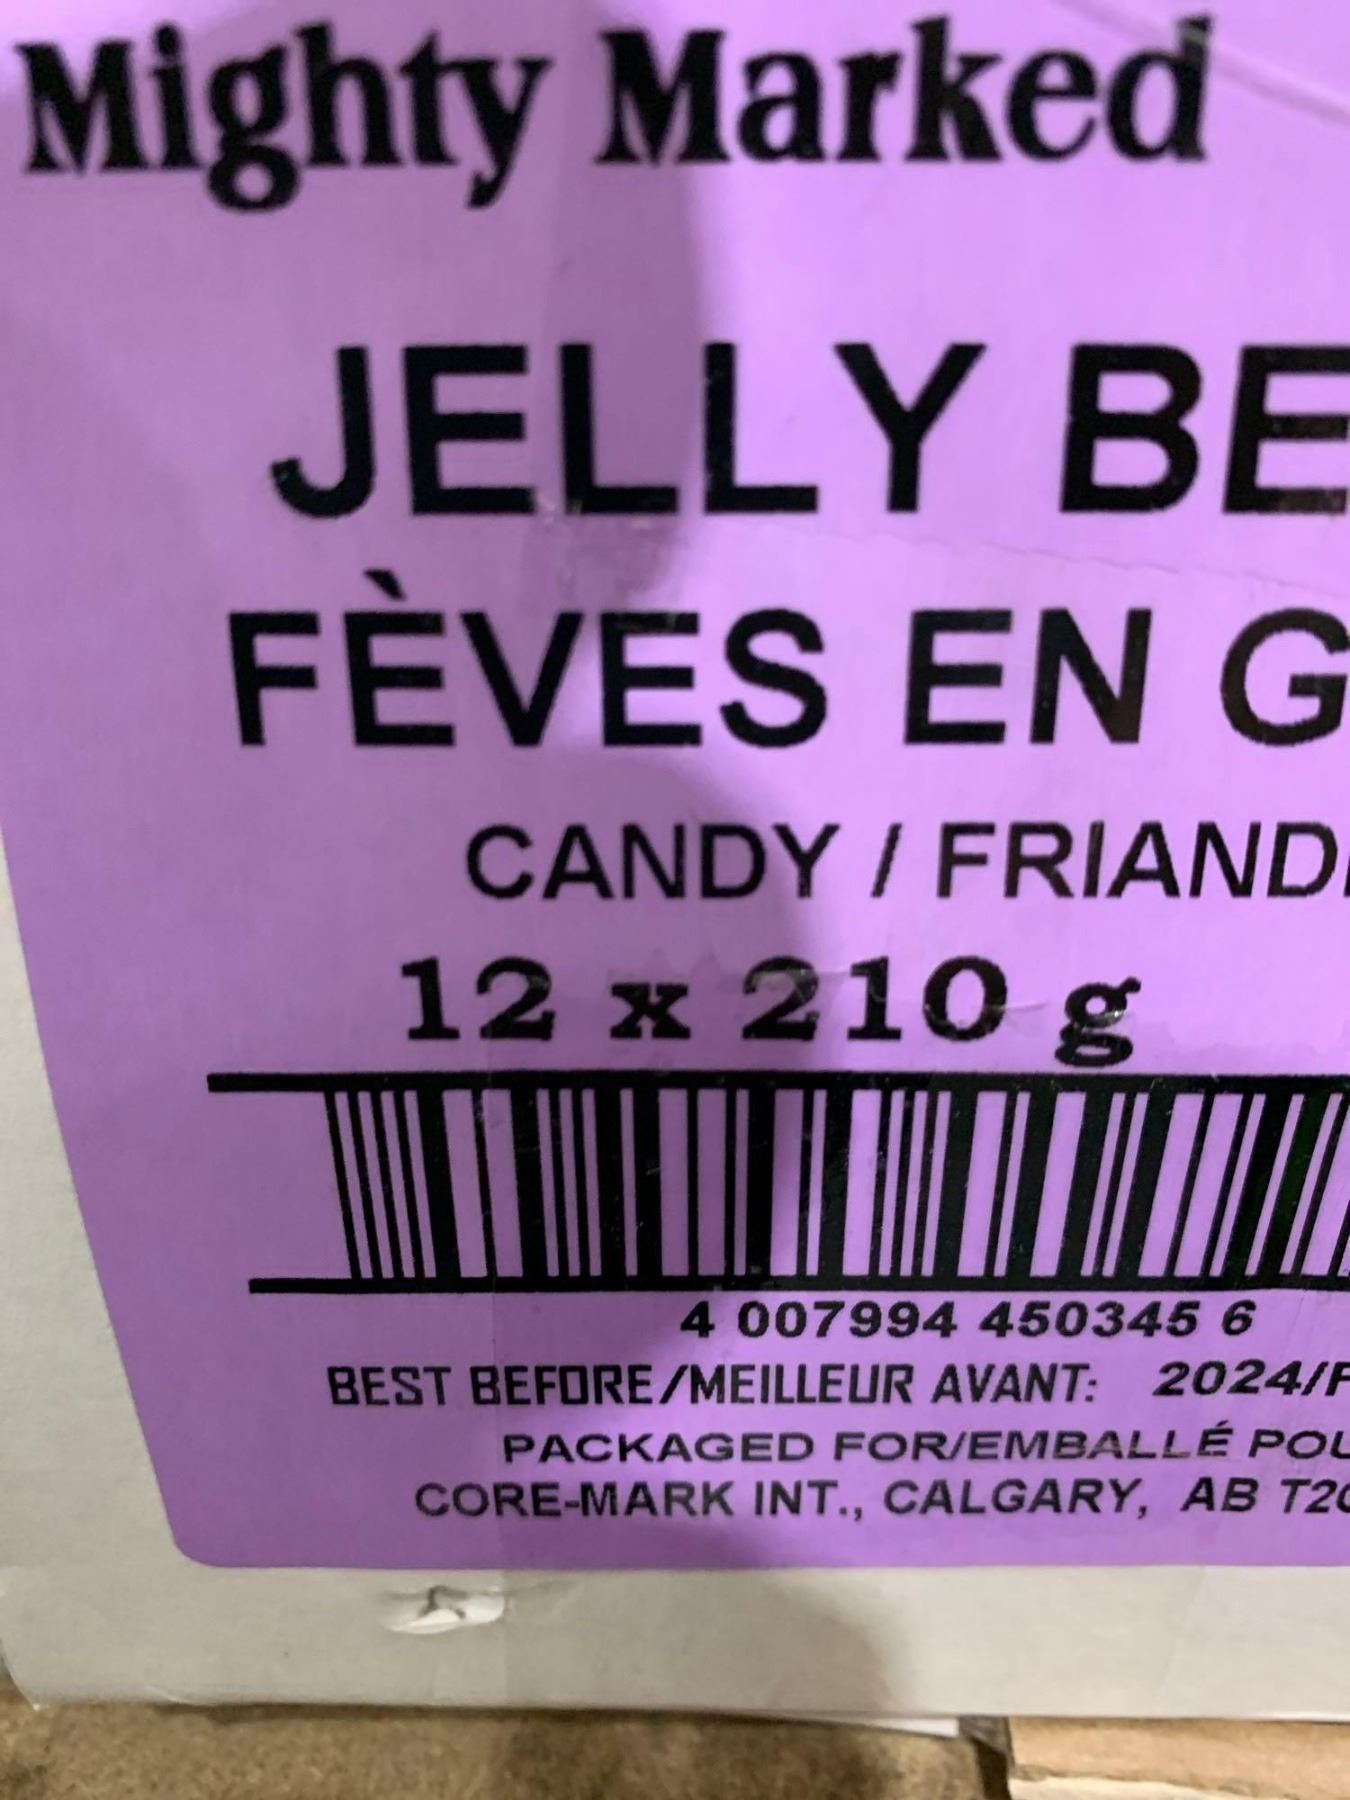 Mighty Marked
JELLY BE
FÈVES EN G
CANDY / FRIAND
12 x 210 g
4 007994 450345 6
BEST BEFORE/MEILLEUR AVANT: 2024/F
PACKAGED FOR/EMBALLÉ POU
CORE-MARK INT., CALGARY, AB T2C